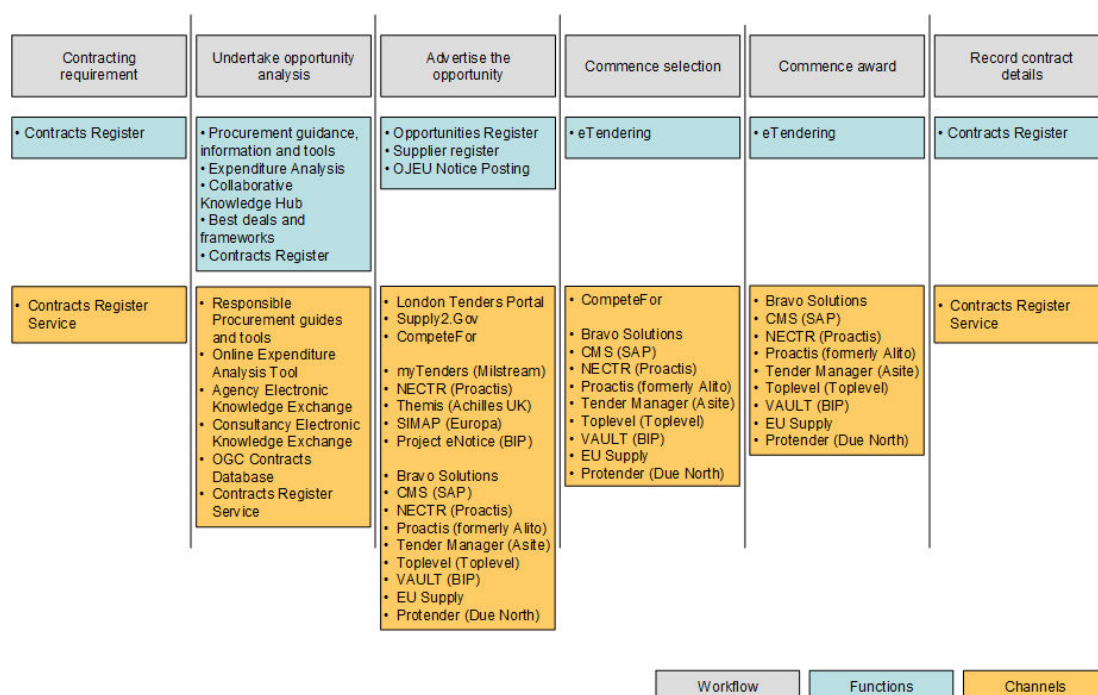 Contracting
requirement
Undertake opportunity
analysis
Advertise the
opportunity
Commence selection
Commence award
Record contract
details
• Contracts Register
• Procurement guidance,
information and tools
• Expenditure Analysis
• Collaborative
Knowledge Hub
• Best deals and
frameworks
• Contracts Register
• Opportunities Register
• Supplier register
• OJEU Notice Posting
• eTendering
• eTendering
• Contracts Register
• Contracts Register
Service
• Responsible
Procurement guides
and tools
• Online Expenditure
Analysis Tool
• Agency Electronic
Knowledge Exchange
• Consultancy Electronic
Knowledge Exchange
• OGC Contracts
Database
• Contracts Register
Service
• London Tenders Portal
• Supply2.Gov
• CompeteFor
• myTenders (Milstream)
• NECTR (Proactis)
• Themis (Achilles UK)
• SIMAP (Europa)
• Project eNotice (BIP)
• Bravo Solutions
• CMS (SAP)
• NECTR (Proactis)
• Proactis (formerly Alito)
• Tender Manager (Asite)
• Toplevel (Toplevel)
• VAULT (BIP)
• EU Supply
• Protender (Due North)
• CompeteFor
• Bravo Solutions
• CMS (SAP)
• NECTR (Proactis)
• Proactis (formerly Alito)
• Tender Manager (Asite)
• Toplevel (Toplevel)
• VAULT (BIP)
• EU Supply
• Protender (Due North)
• Bravo Solutions
• CMS (SAP)
• NECTR (Proactis)
• Proactis (formerly Alito)
• Tender Manager (Asite)
• Toplevel (Toplevel)
• VAULT (BIP)
• EU Supply
• Protender (Due North)
• Contracts Register
Service
Workflow
Functions
Channels